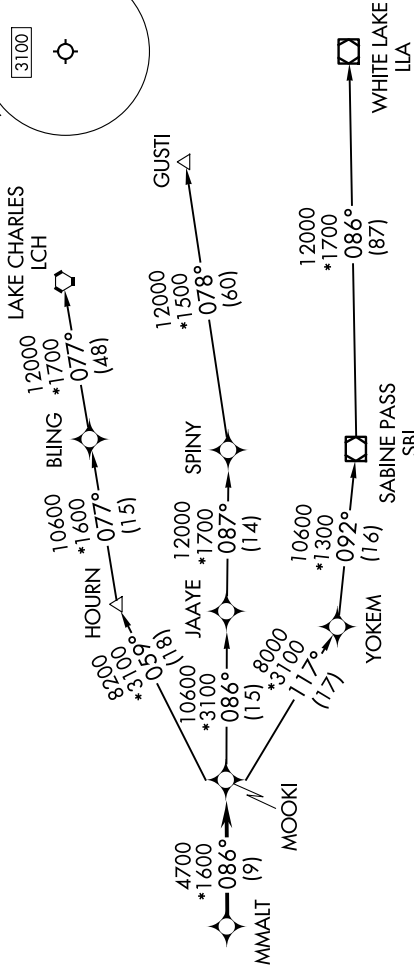 3100
LAKE CHARLES
LCH
12000
*1700
077°
(48)
BLING
10600
*1600
077°
(15)
HOURN
8200
*3100
059°
(18)
GUSTI
12000
*1500
078°
(60)
SPINY
12000
*1700
087°
(14)
JAAYE
10600
*3100
086°
(15)
WHITE LAKE
LLA
12000
*1700
086°
(87)
SABINE PASS
SBI
10600
*1300
092°
(16)
YOKEM
8000
*3100
117°
(17)
MOOKI
4700
*1600
086°
(9)
MMALT